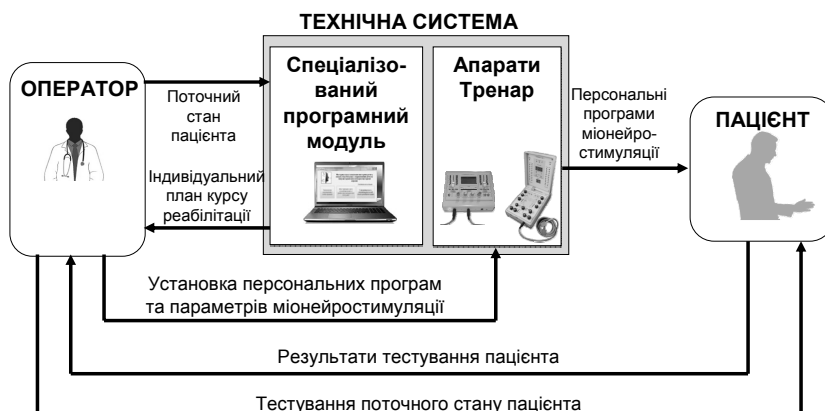 ТЕХНІЧНА СИСТЕМА
ОПЕРАТОР
Поточний
стан
пацієнта
Індивідуальний
план курсу
реабілітації
Спеціалізо-
ваний
програмний
модуль
Апарати
Тренар
Персональні
програми
міонейро-
стимуляції
ПАЦІЄНТ
Установка персональних програм
та параметрів міонейростимуляції
Результати тестування пацієнта
Тестування поточного стану пацієнта